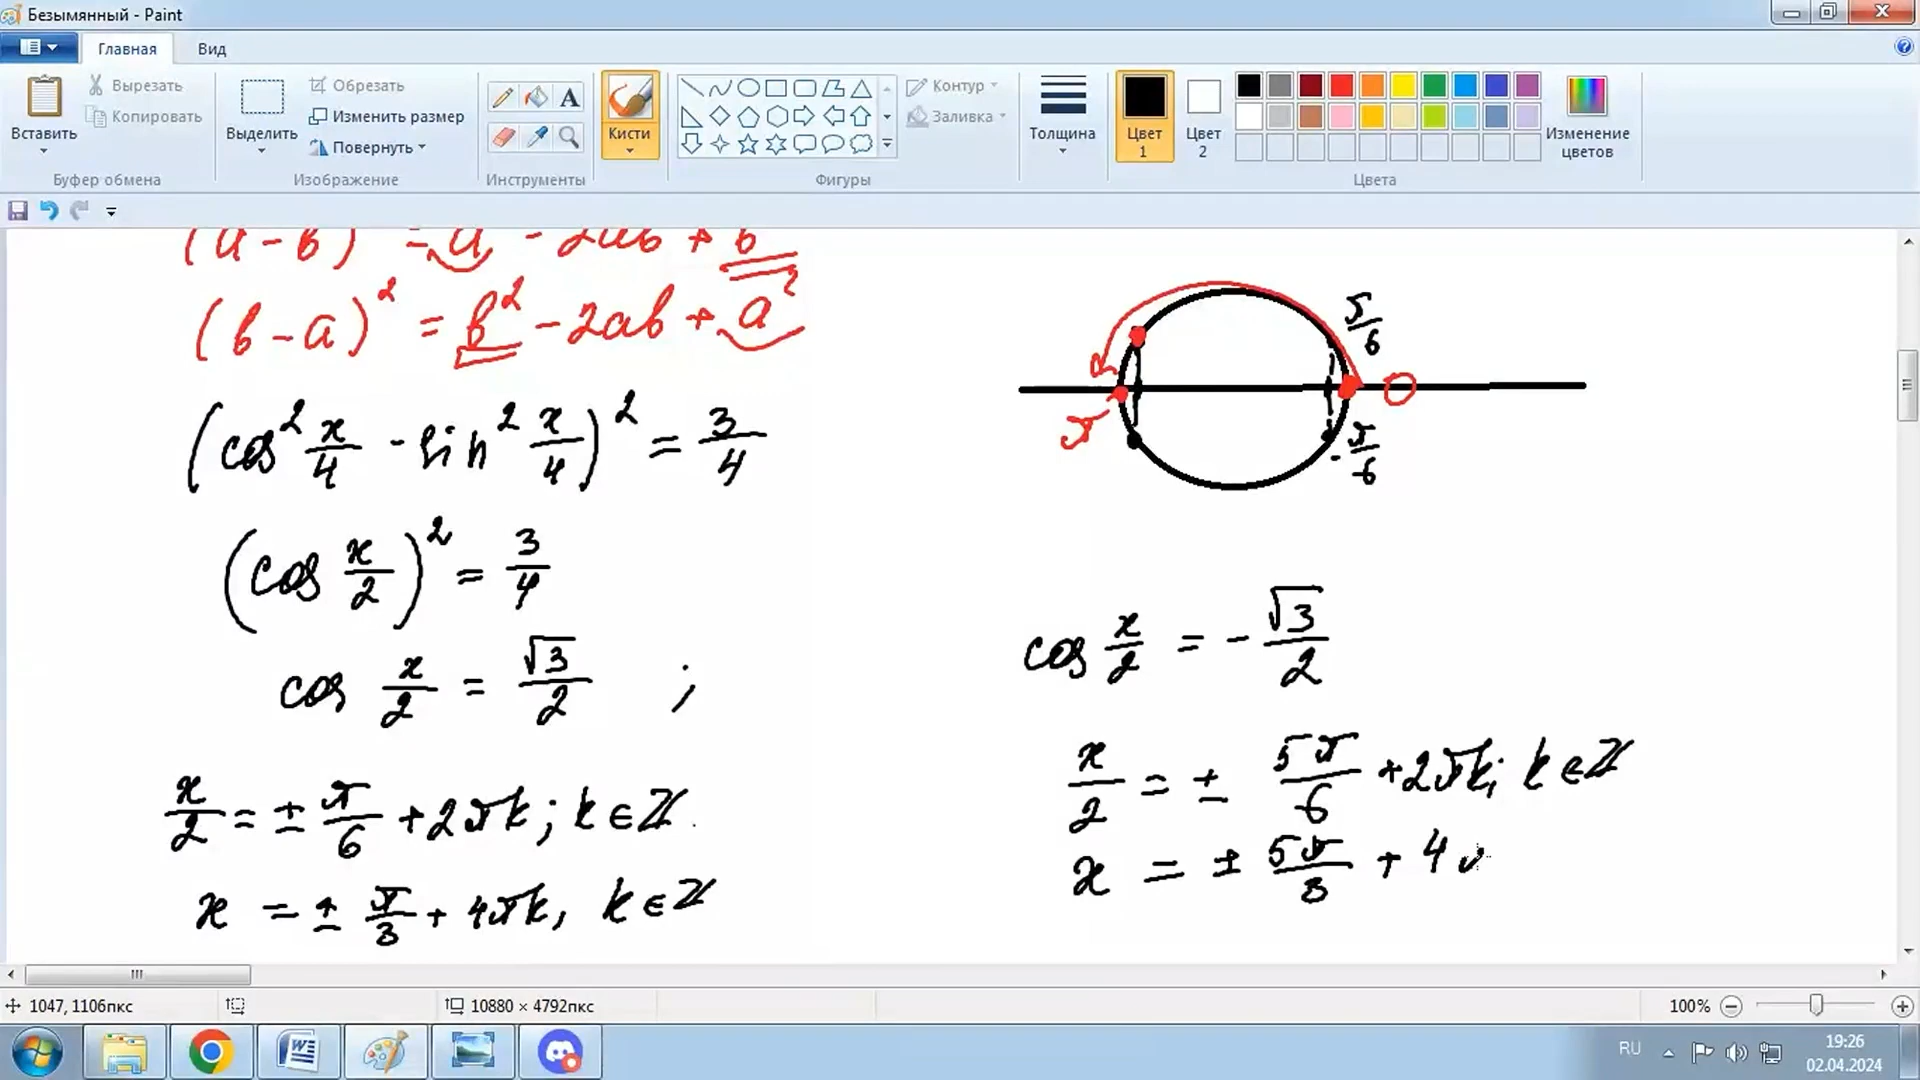 Безымянный - Paint
Главная
Вид
Вставить
Вырезать
Копировать
Буфер обмена
Выделить
Обрезать
Изменить размер
Повернуть
Изображение
A
Инструменты
Кисти
Контур
Заливка
Фигуры
Толщина
Цвет 1
Цвет 2
Изменение цветов
Цвета
(a - в) = a - 2ab + в
(в - a)² = в² - 2ab + a²
(cos² x/4 - sin² x/4)² = 3/4
(cos x/2)² = 3/4
cos x/2 = √3/2 ;
x/2 = ± π/6 + 2πk; k ∈ ℤ.
x = ± π/3 + 4πk, k ∈ ℤ
π/6
0
π
- π/6
cos x/2 = - √3/2
x/2 = ± 5π/6 + 2πk; k ∈ ℤ
x = ± 5π/3 + 4
1047, 1106пкс
10880 × 4792пкс
100%
RU
19:26
02.04.2024